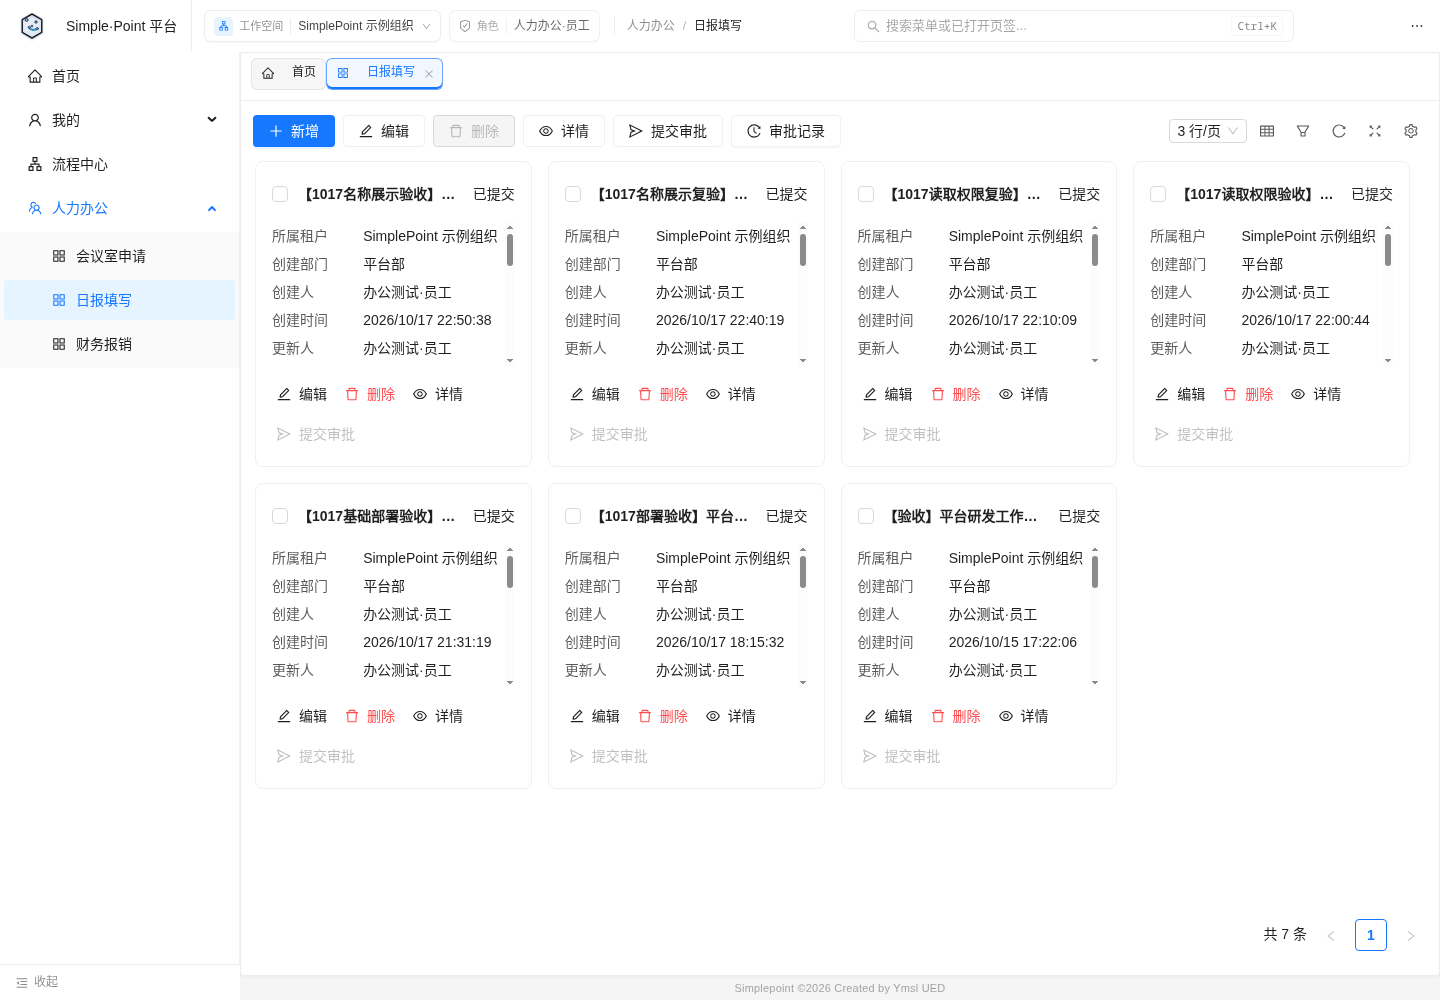 Simple·Point 平台
工作空间 SimplePoint 示例组织
角色 人力办公·员工
人力办公 / 日报填写
搜索菜单或已打开页签... Ctrl+K
首页
我的
流程中心
人力办公
会议室申请
日报填写
财务报销
收起
首页 日报填写
新增 编辑 删除 详情 提交审批 审批记录 3 行/页
【1017名称展示验收】... 已提交
所属租户 SimplePoint 示例组织
创建部门 平台部
创建人 办公测试·员工
创建时间 2026/10/17 22:50:38
更新人 办公测试·员工
编辑 删除 详情
提交审批
【1017名称展示复验】... 已提交
所属租户 SimplePoint 示例组织
创建部门 平台部
创建人 办公测试·员工
创建时间 2026/10/17 22:40:19
更新人 办公测试·员工
编辑 删除 详情
提交审批
【1017读取权限复验】... 已提交
所属租户 SimplePoint 示例组织
创建部门 平台部
创建人 办公测试·员工
创建时间 2026/10/17 22:10:09
更新人 办公测试·员工
编辑 删除 详情
提交审批
【1017读取权限验收】... 已提交
所属租户 SimplePoint 示例组织
创建部门 平台部
创建人 办公测试·员工
创建时间 2026/10/17 22:00:44
更新人 办公测试·员工
编辑 删除 详情
提交审批
【1017基础部署验收】... 已提交
所属租户 SimplePoint 示例组织
创建部门 平台部
创建人 办公测试·员工
创建时间 2026/10/17 21:31:19
更新人 办公测试·员工
编辑 删除 详情
提交审批
【1017部署验收】平台... 已提交
所属租户 SimplePoint 示例组织
创建部门 平台部
创建人 办公测试·员工
创建时间 2026/10/17 18:15:32
更新人 办公测试·员工
编辑 删除 详情
提交审批
【验收】平台研发工作... 已提交
所属租户 SimplePoint 示例组织
创建部门 平台部
创建人 办公测试·员工
创建时间 2026/10/15 17:22:06
更新人 办公测试·员工
编辑 删除 详情
提交审批
共 7 条 1
Simplepoint ©2026 Created by Ymsl UED